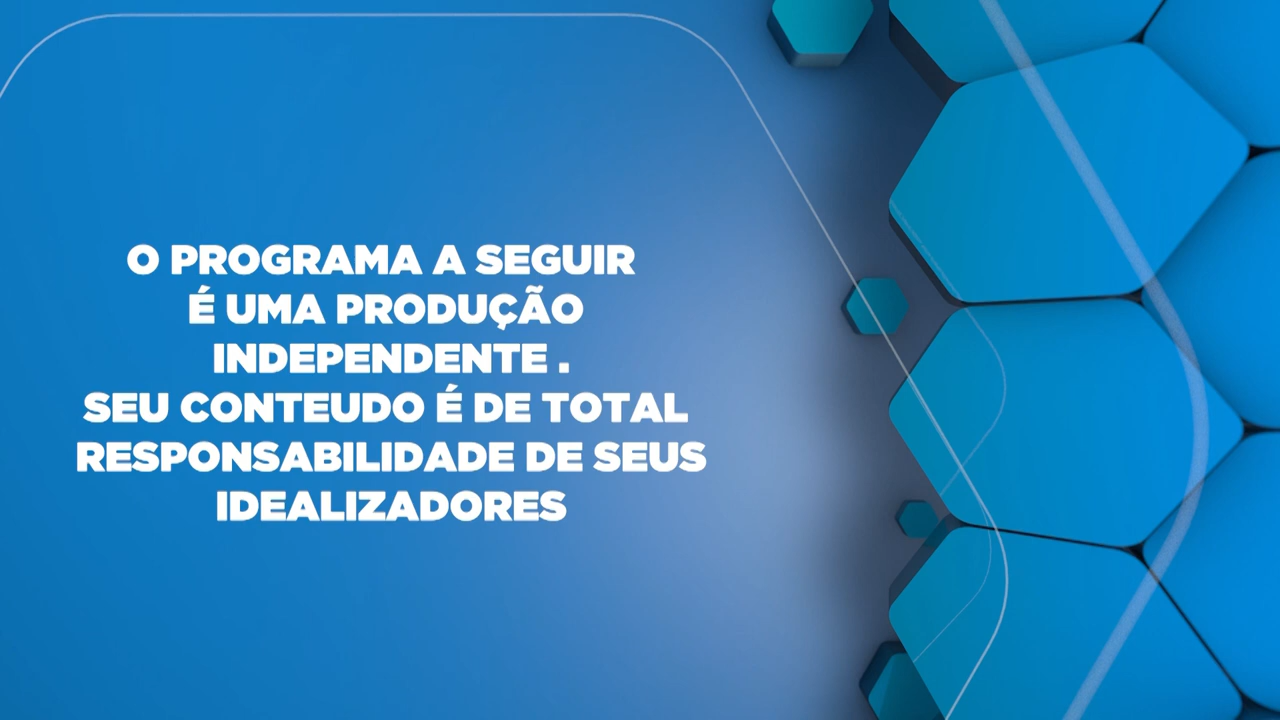 O PROGRAMA A SEGUIR
É UMA PRODUÇÃO
INDEPENDENTE .
SEU CONTEUDO É DE TOTAL
RESPONSABILIDADE DE SEUS
IDEALIZADORES